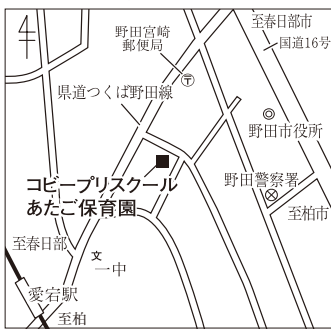 至春日部市
国道16号
野田宮崎
郵便局
県道つくば野田線
野田市役所
コビープリスクール
あたご保育園
野田警察署
至柏市
至春日部
文
一中
愛宕駅
至柏